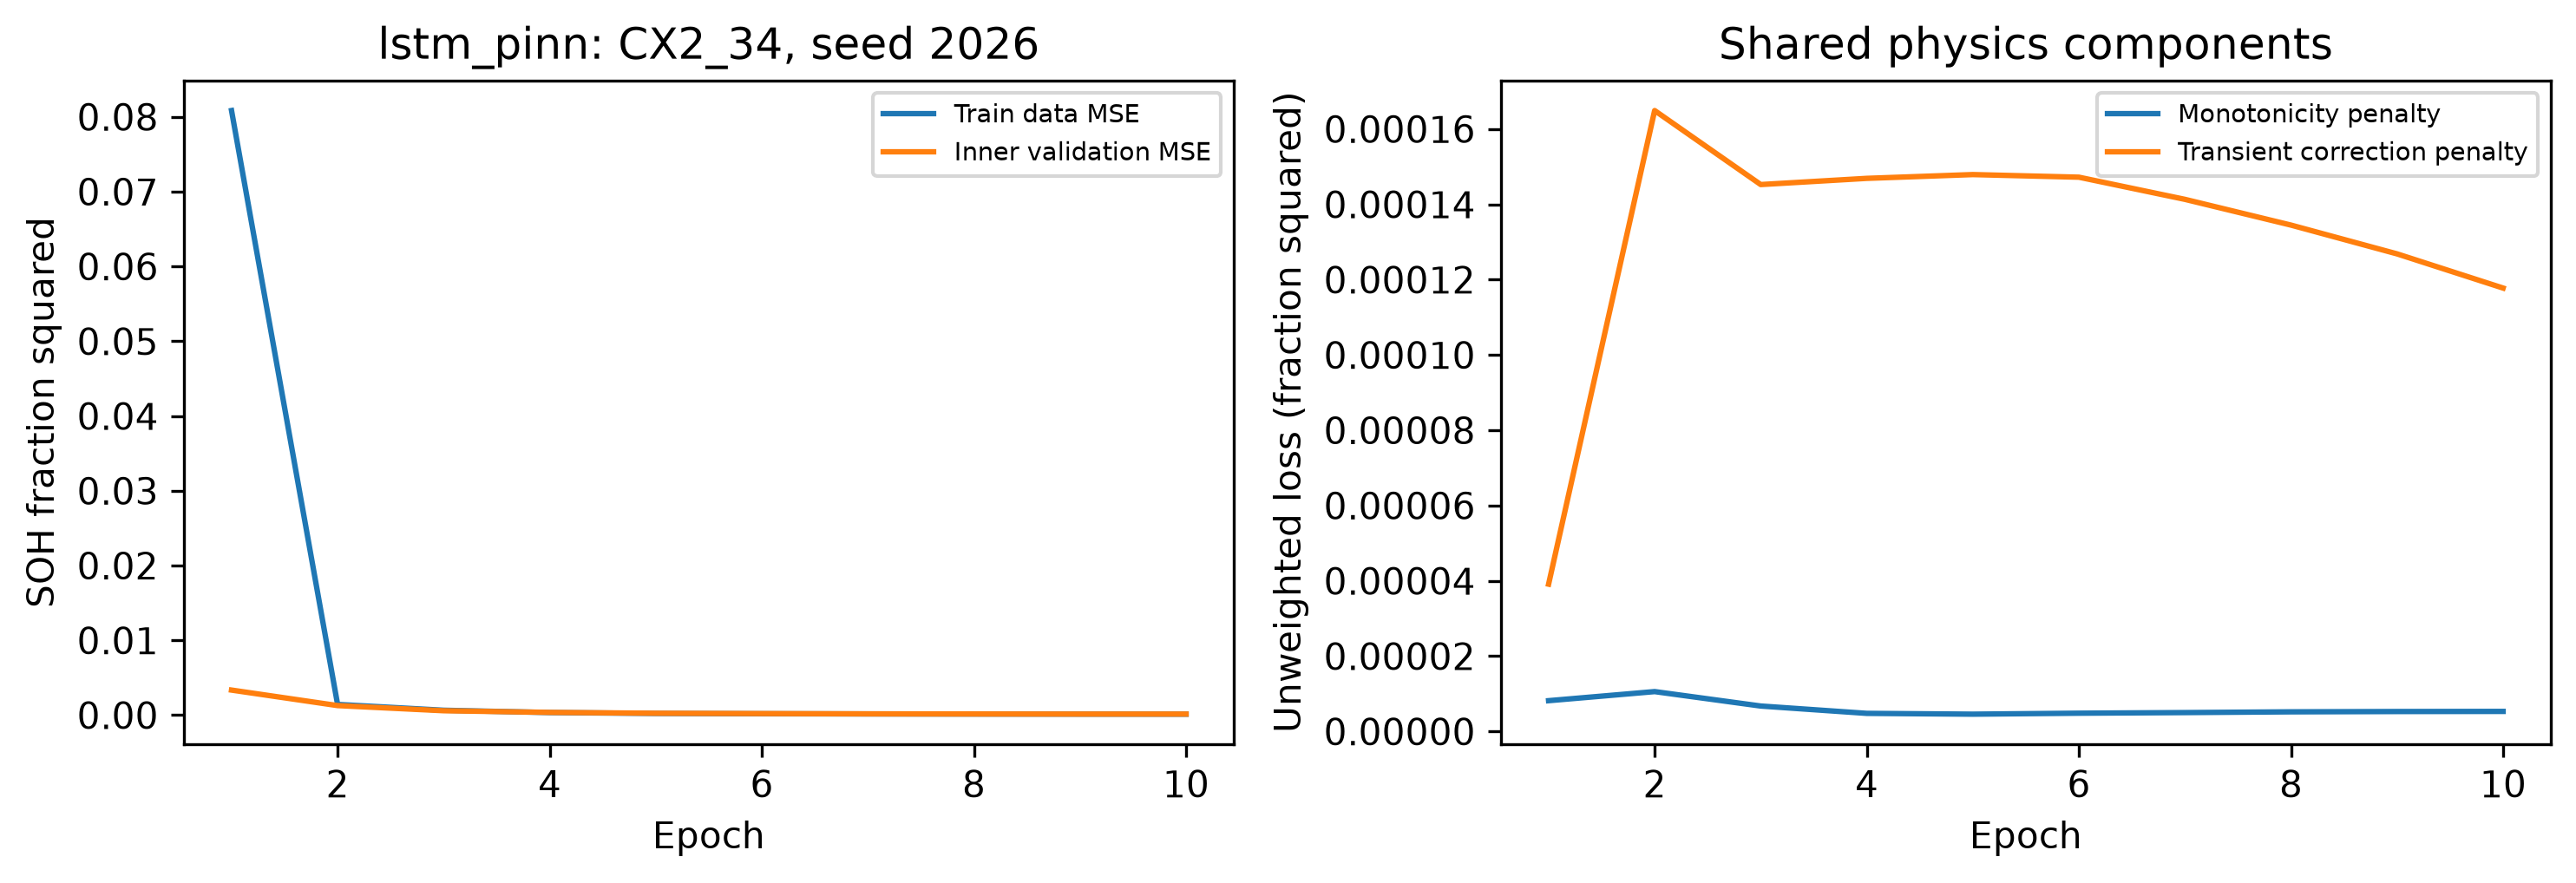 lstm_pinn: CX2_34, seed 2026
SOH fraction squared
0.08
0.07
0.06
0.05
0.04
0.03
0.02
0.01
0.00
Train data MSE
Inner validation MSE
2
4
6
8
10
Epoch
Shared physics components
Unweighted loss (fraction squared)
0.00016
0.00014
0.00012
0.00010
0.00008
0.00006
0.00004
0.00002
0.00000
Monotonicity penalty
Transient correction penalty
2
4
6
8
10
Epoch